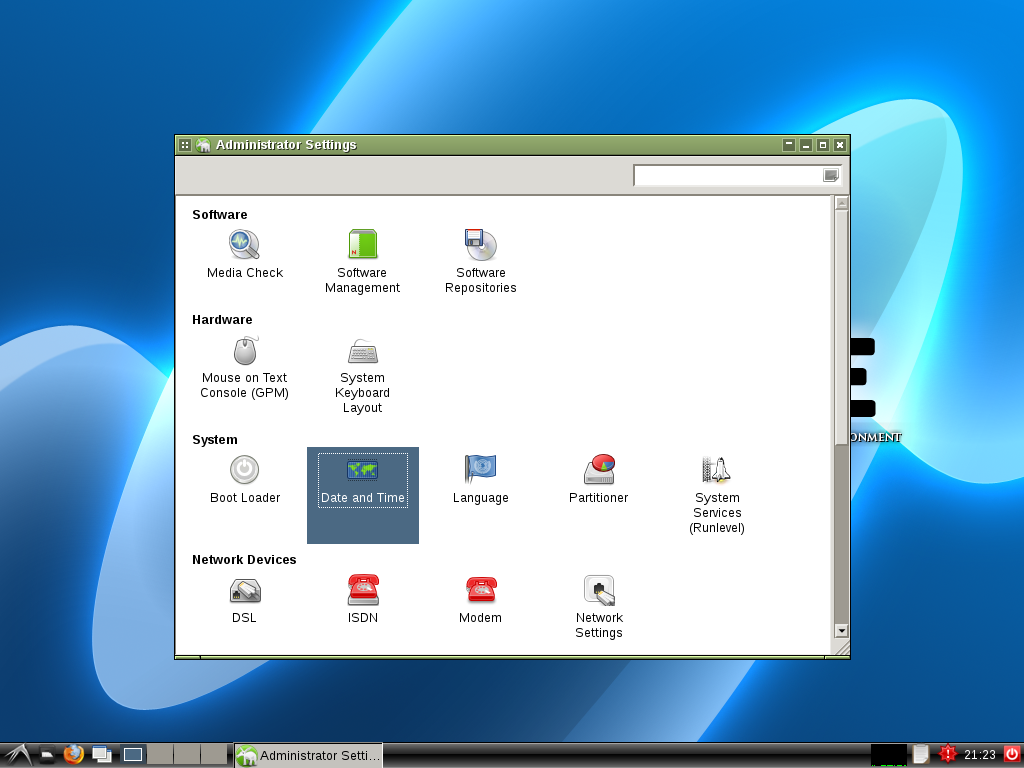 Administrator Settings
Software
Media Check
Software
Management
Software
Repositories
Hardware
Mouse on Text
Console (GPM)
System
Keyboard
Layout
System
Boot Loader
Date and Time
Language
Partitioner
System
Services
(Runlevel)
Network Devices
DSL
ISDN
Modem
Network
Settings
E
ONMENT
Administrator Setti...
21:23